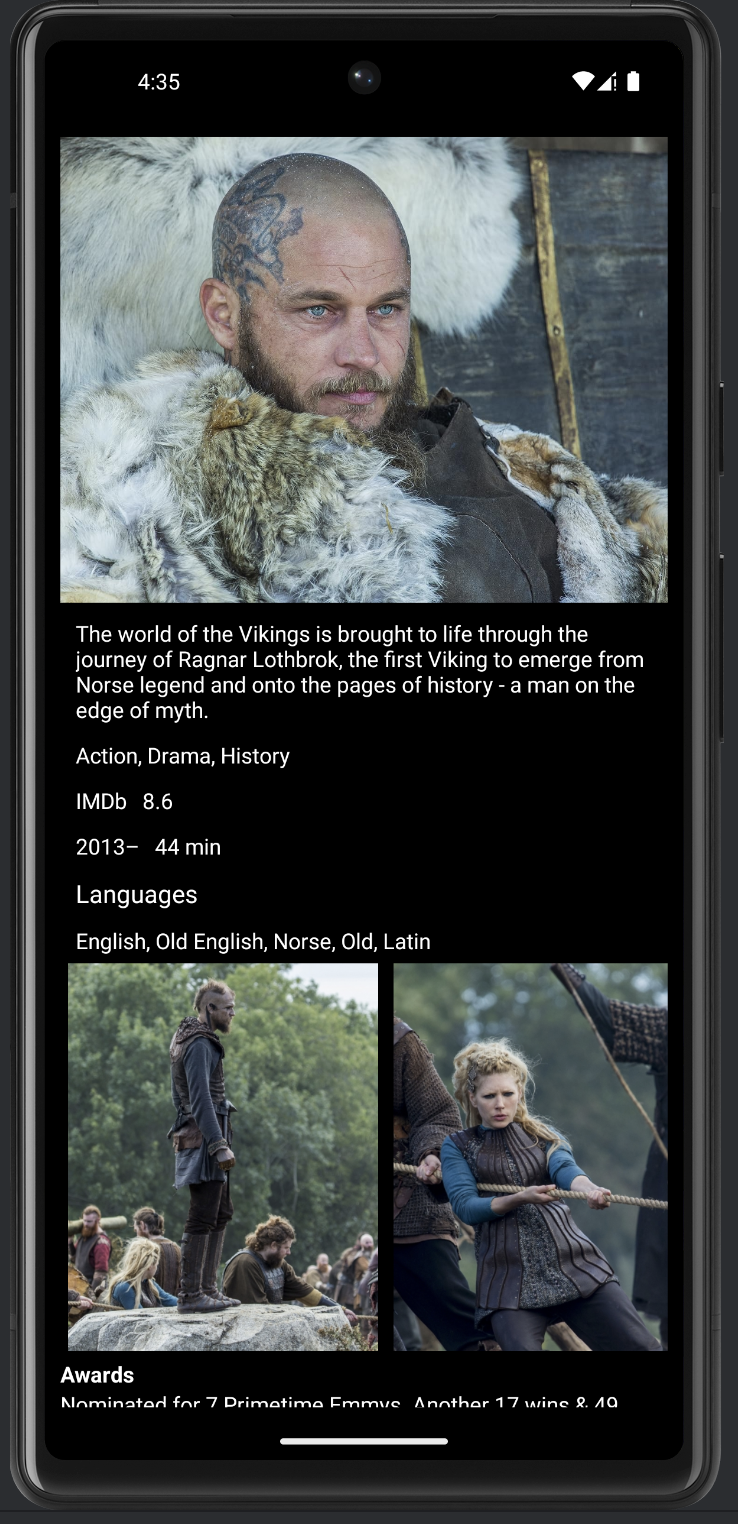 4:35
The world of the Vikings is brought to life through the
journey of Ragnar Lothbrok, the first Viking to emerge from
Norse legend and onto the pages of history - a man on the
edge of myth.
Action, Drama, History
IMDb 8.6
2013– 44 min
Languages
English, Old English, Norse, Old, Latin
Awards
Nominated for 7 Primetime Emmys. Another 17 wins & 49